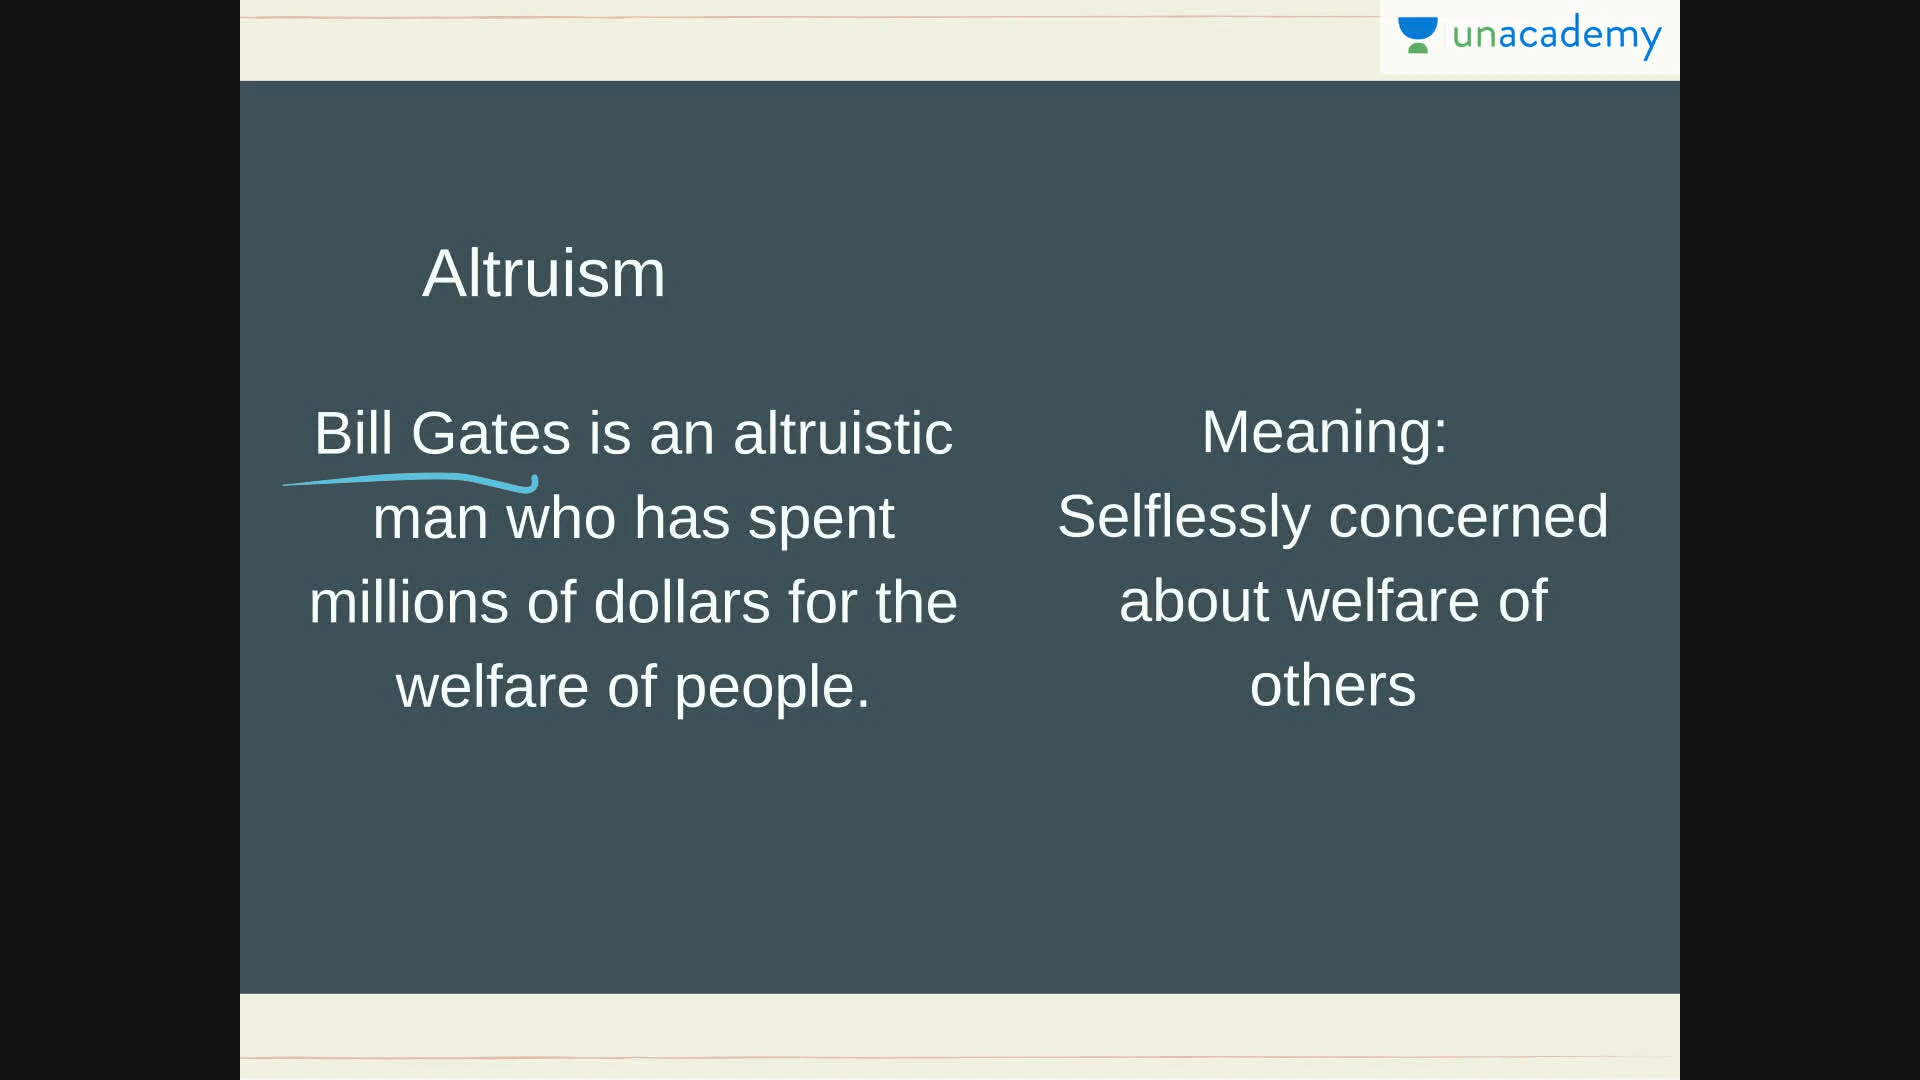 unacademy
Altruism
Bill Gates is an altruistic
man who has spent
millions of dollars for the
welfare of people.
Meaning:
Selflessly concerned
about welfare of
others